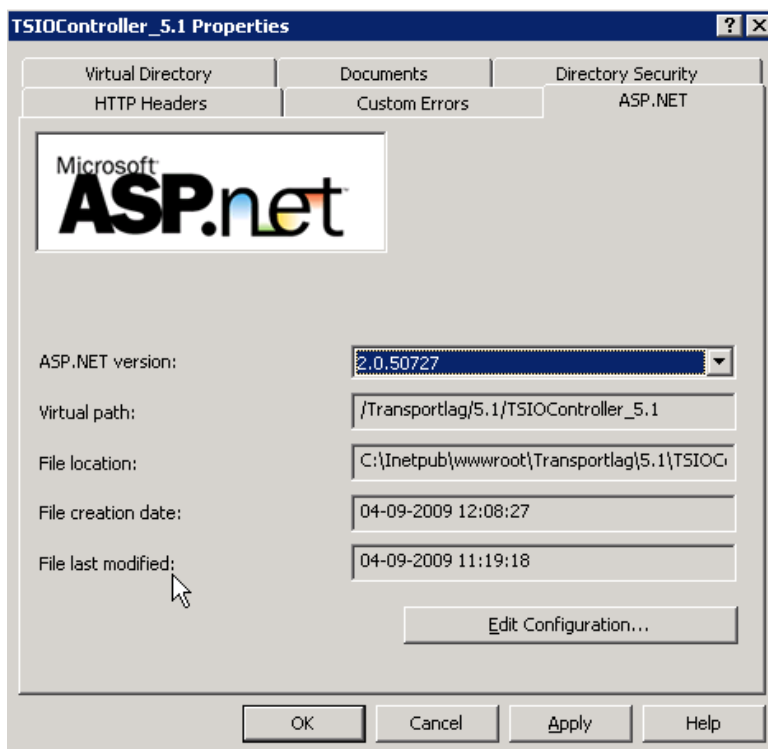 TSIOController_5.1 Properties
Virtual Directory Documents Directory Security
HTTP Headers Custom Errors ASP.NET
Microsoft
ASP.net
ASP.NET version: 2.0.50727
Virtual path: /Transportlag/5.1/TSIOController_5.1
File location: C:\Inetpub\wwwroot\Transportlag\5.1\TSIOC
File creation date: 04-09-2009 12:08:27
File last modified: 04-09-2009 11:19:18
Edit Configuration...
OK Cancel Apply Help